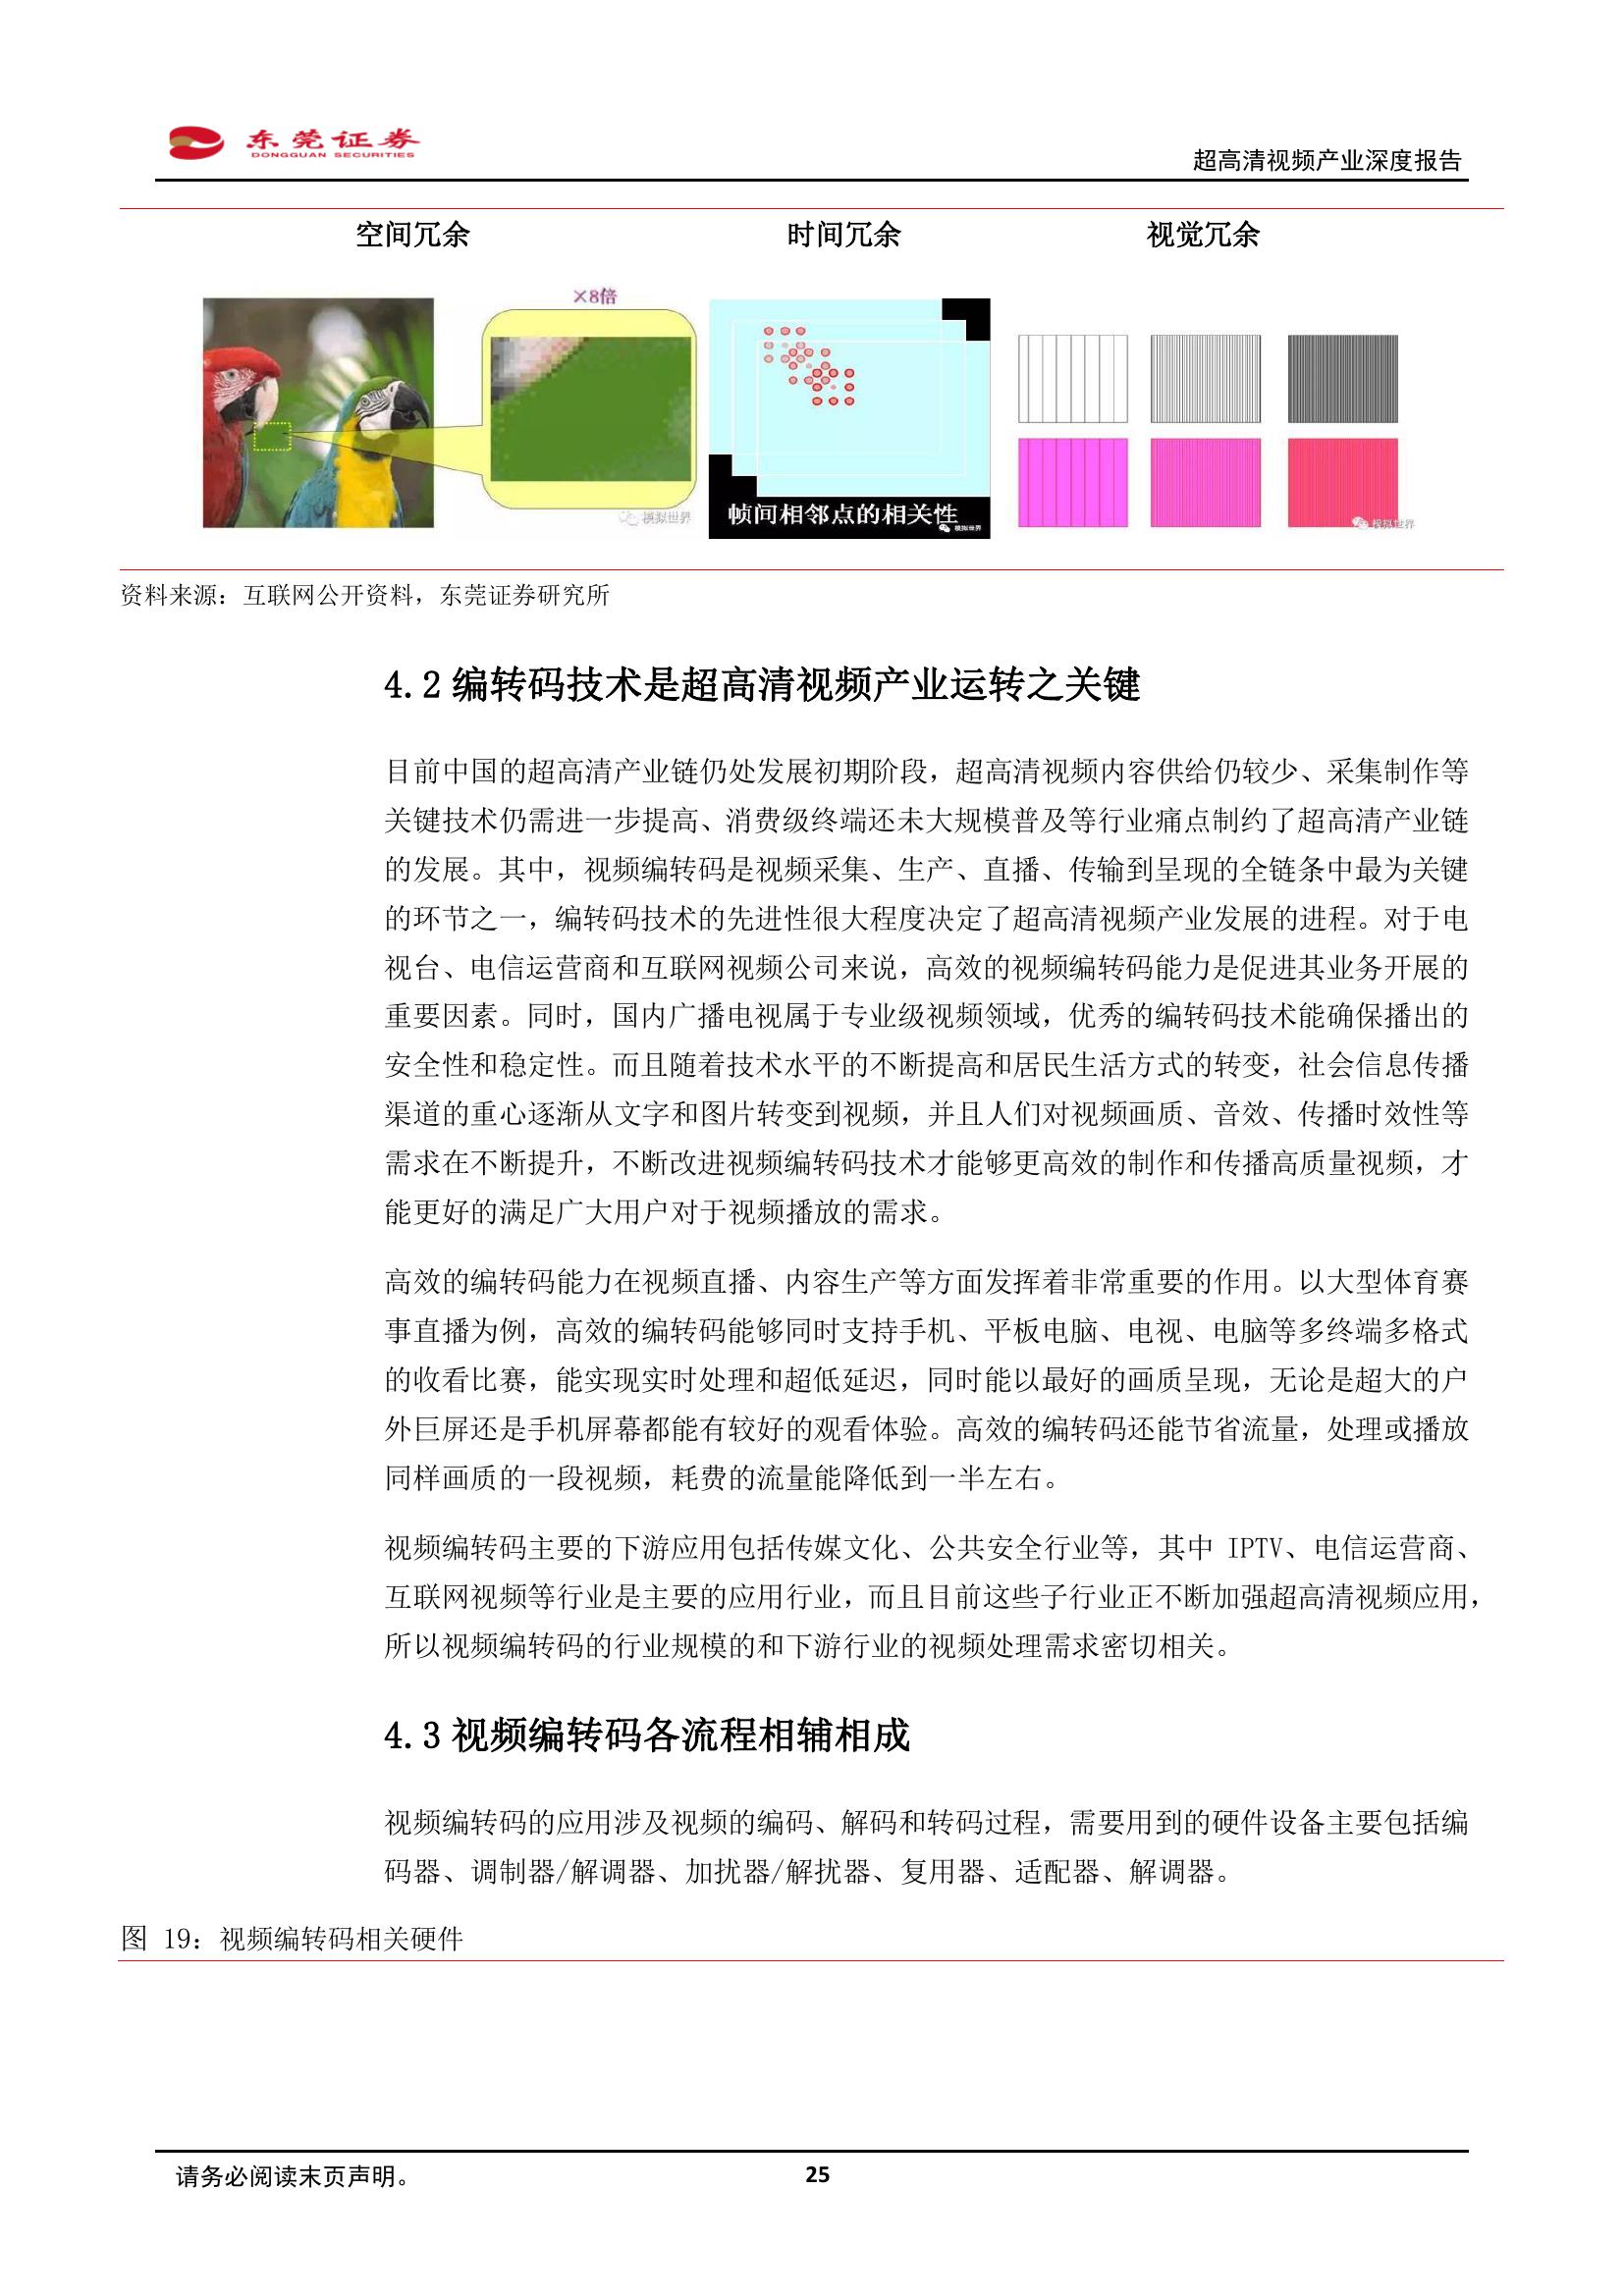 东莞证券
DONGGUAN SECURITIES
超高清视频产业深度报告
空间冗余
时间冗余
视觉冗余
×8倍
模拟世界
帧间相邻点的相关性
模拟世界
模拟世界
资料来源：互联网公开资料，东莞证券研究所
4.2 编转码技术是超高清视频产业运转之关键
目前中国的超高清产业链仍处发展初期阶段，超高清视频内容供给仍较少、采集制作等
关键技术仍需进一步提高、消费级终端还未大规模普及等行业痛点制约了超高清产业链
的发展。其中，视频编转码是视频采集、生产、直播、传输到呈现的全链条中最为关键
的环节之一，编转码技术的先进性很大程度决定了超高清视频产业发展的进程。对于电
视台、电信运营商和互联网视频公司来说，高效的视频编转码能力是促进其业务开展的
重要因素。同时，国内广播电视属于专业级视频领域，优秀的编转码技术能确保播出的
安全性和稳定性。而且随着技术水平的不断提高和居民生活方式的转变，社会信息传播
渠道的重心逐渐从文字和图片转变到视频，并且人们对视频画质、音效、传播时效性等
需求在不断提升，不断改进视频编转码技术才能够更高效的制作和传播高质量视频，才
能更好的满足广大用户对于视频播放的需求。
高效的编转码能力在视频直播、内容生产等方面发挥着非常重要的作用。以大型体育赛
事直播为例，高效的编转码能够同时支持手机、平板电脑、电视、电脑等多终端多格式
的收看比赛，能实现实时处理和超低延迟，同时能以最好的画质呈现，无论是超大的户
外巨屏还是手机屏幕都能有较好的观看体验。高效的编转码还能节省流量，处理或播放
同样画质的一段视频，耗费的流量能降低到一半左右。
视频编转码主要的下游应用包括传媒文化、公共安全行业等，其中 IPTV、电信运营商、
互联网视频等行业是主要的应用行业，而且目前这些子行业正不断加强超高清视频应用，
所以视频编转码的行业规模的和下游行业的视频处理需求密切相关。
4.3 视频编转码各流程相辅相成
视频编转码的应用涉及视频的编码、解码和转码过程，需要用到的硬件设备主要包括编
码器、调制器/解调器、加扰器/解扰器、复用器、适配器、解调器。
图 19：视频编转码相关硬件
请务必阅读末页声明。
25